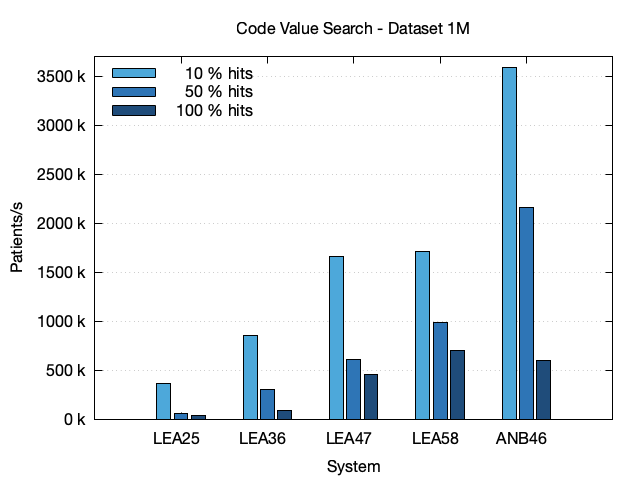 Code Value Search - Dataset 1M
10 % hits
50 % hits
100 % hits
3500 k
3000 k
2500 k
2000 k
1500 k
1000 k
500 k
0 k
Patients/s
LEA25 LEA36 LEA47 LEA58 ANB46
System